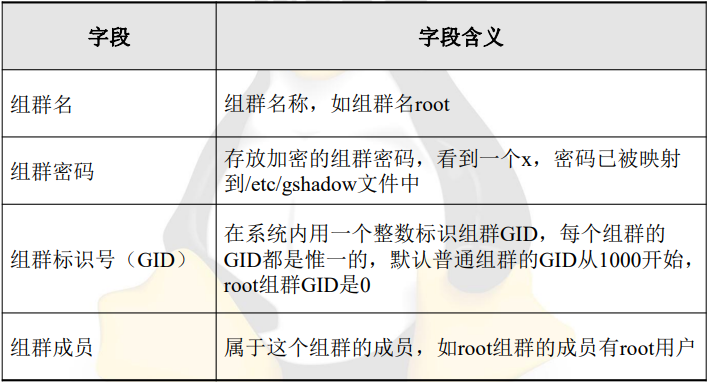 字段
字段含义
组群名
组群名称，如组群名root
组群密码
存放加密的组群密码，看到一个x，密码已被映射
到/etc/gshadow文件中
组群标识号（GID）
在系统内用一个整数标识组群GID，每个组群的
GID都是惟一的，默认普通组群的GID从1000开始，
root组群GID是0
组群成员
属于这个组群的成员，如root组群的成员有root用户